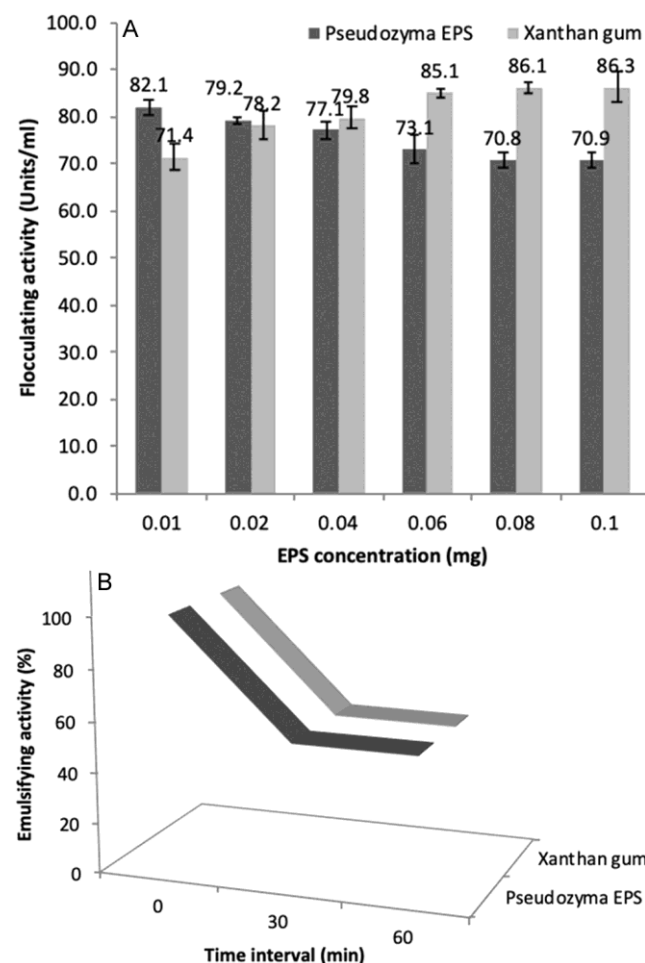 A
100.0
Pseudozyma EPS Xanthan gum
90.0
80.0
70.0
60.0
50.0
40.0
30.0
20.0
10.0
0.0
82.1 79.2 77.1 73.1 70.8 70.9
71.4 78.2 79.8 85.1 86.1 86.3
Flocculating activity (Units/ml)
0.01 0.02 0.04 0.06 0.08 0.1
EPS concentration (mg)
B
100
80
60
40
20
0
Emulsifying activity (%)
0 30 60
Time interval (min)
Xanthan gum
Pseudozyma EPS